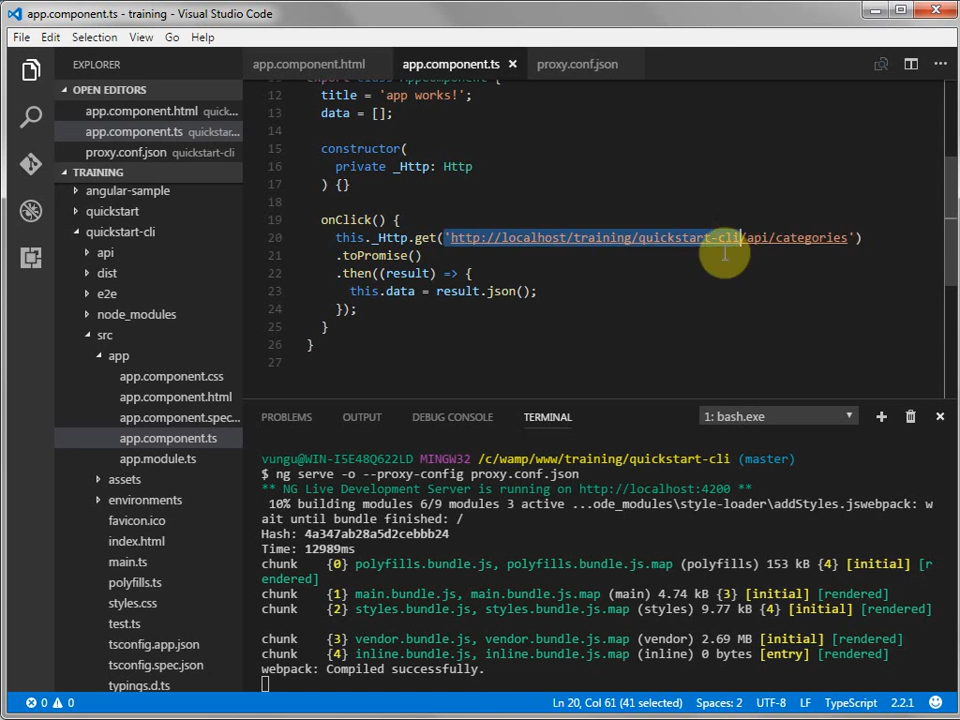 app.component.ts - training - Visual Studio Code
File Edit Selection View Go Help
EXPLORER
OPEN EDITORS
app.component.html quick...
app.component.ts quickstar...
proxy.conf.json quickstart-cli
TRAINING
angular-sample
quickstart
quickstart-cli
api
dist
e2e
node_modules
src
app
app.component.css
app.component.html
app.component.spec...
app.component.ts
app.module.ts
assets
environments
favicon.ico
index.html
main.ts
polyfills.ts
styles.css
test.ts
tsconfig.app.json
tsconfig.spec.json
typings.d.ts
app.component.html app.component.ts proxy.conf.json
12 title = 'app works!';
13 data = [];
14
15 constructor(
16 private _Http: Http
17 ) {}
18
19 onClick() {
20 this._Http.get('http://localhost/training/quickstart-cli/api/categories')
21 .toPromise()
22 .then((result) => {
23 this.data = result.json();
24 });
25 }
26 }
27
PROBLEMS OUTPUT DEBUG CONSOLE TERMINAL 1: bash.exe
vungu@WIN-I5E48Q622LD MINGW32 /c/wamp/www/training/quickstart-cli (master)
$ ng serve -o --proxy-config proxy.conf.json
** NG Live Development Server is running on http://localhost:4200 **
10% building modules 6/9 modules 3 active ...ode_modules\style-loader\addStyles.jswebpack: w
ait until bundle finished: /
Hash: 4a347ab28a5d2cebbb24
Time: 12989ms
chunk {0} polyfills.bundle.js, polyfills.bundle.js.map (polyfills) 153 kB {4} [initial] [r
endered]
chunk {1} main.bundle.js, main.bundle.js.map (main) 4.74 kB {3} [initial] [rendered]
chunk {2} styles.bundle.js, styles.bundle.js.map (styles) 9.77 kB {4} [initial] [rendered]
chunk {3} vendor.bundle.js, vendor.bundle.js.map (vendor) 2.69 MB [initial] [rendered]
chunk {4} inline.bundle.js, inline.bundle.js.map (inline) 0 bytes [entry] [rendered]
webpack: Compiled successfully.
0 0 Ln 20, Col 61 (41 selected) Spaces: 2 UTF-8 LF TypeScript 2.2.1